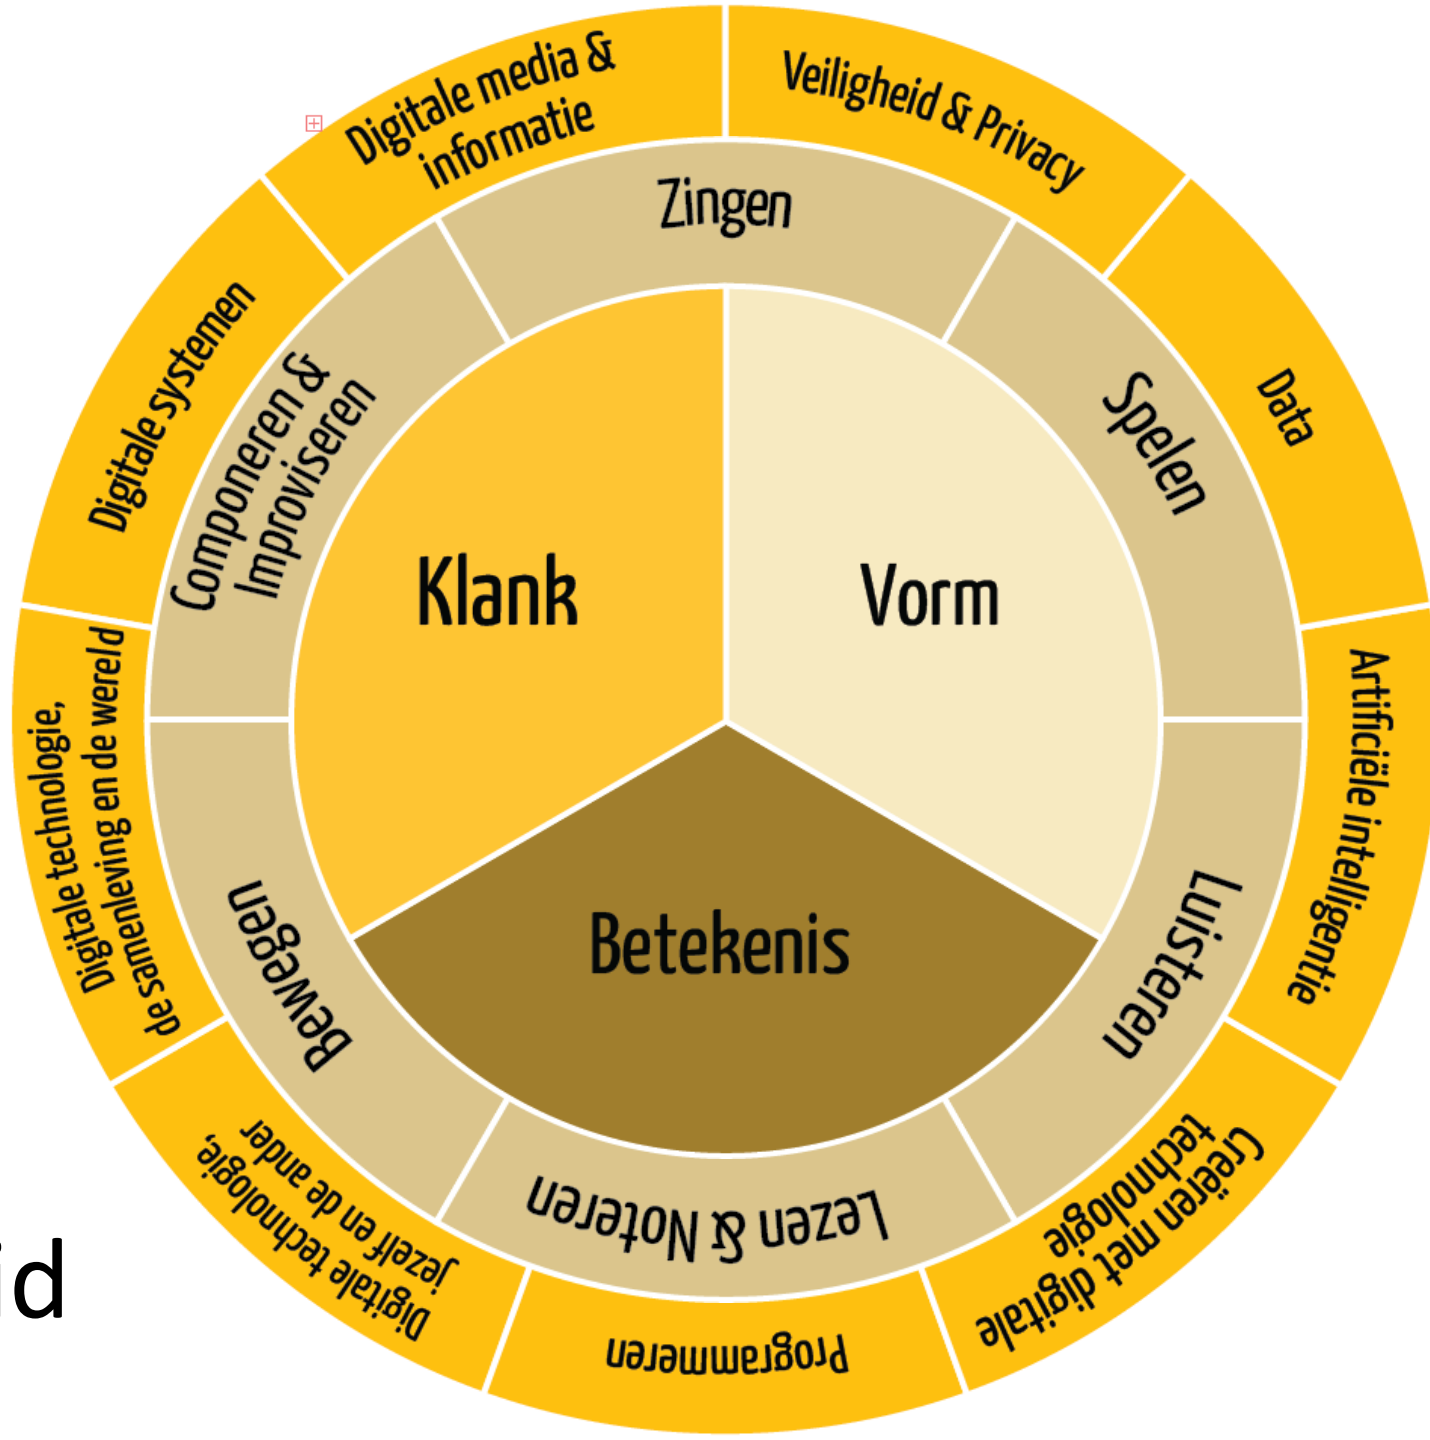 Digitale media &
informatie
Veiligheid & Privacy
Data
Artificiële intelligentie
Creëren met digitale
technologie
Programmeren
Digitale technologie,
jezelf en de ander
Digitale technologie,
de samenleving en de wereld
Digitale systemen
Zingen
Spelen
Luisteren
Lezen & Noteren
Bewegen
Componeren &
Improviseren
Klank
Vorm
Betekenis
id